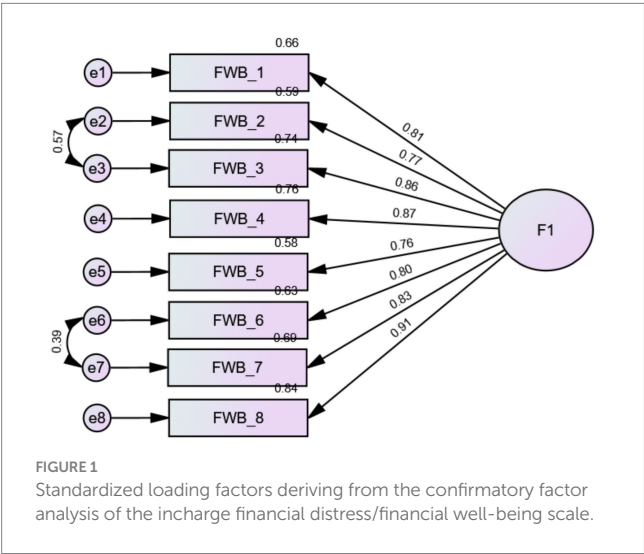 0.66
e1 FWB_1
0.59
e2 FWB_2
0.81
0.57
0.74
0.77
e3 FWB_3
0.86
0.76
e4 FWB_4
0.87
F1
0.58
0.76
e5 FWB_5
0.80
0.63
e6 FWB_6
0.83
0.39
0.69
0.91
e7 FWB_7
0.84
e8 FWB_8
FIGURE 1
Standardized loading factors deriving from the confirmatory factor
analysis of the incharge financial distress/financial well-being scale.